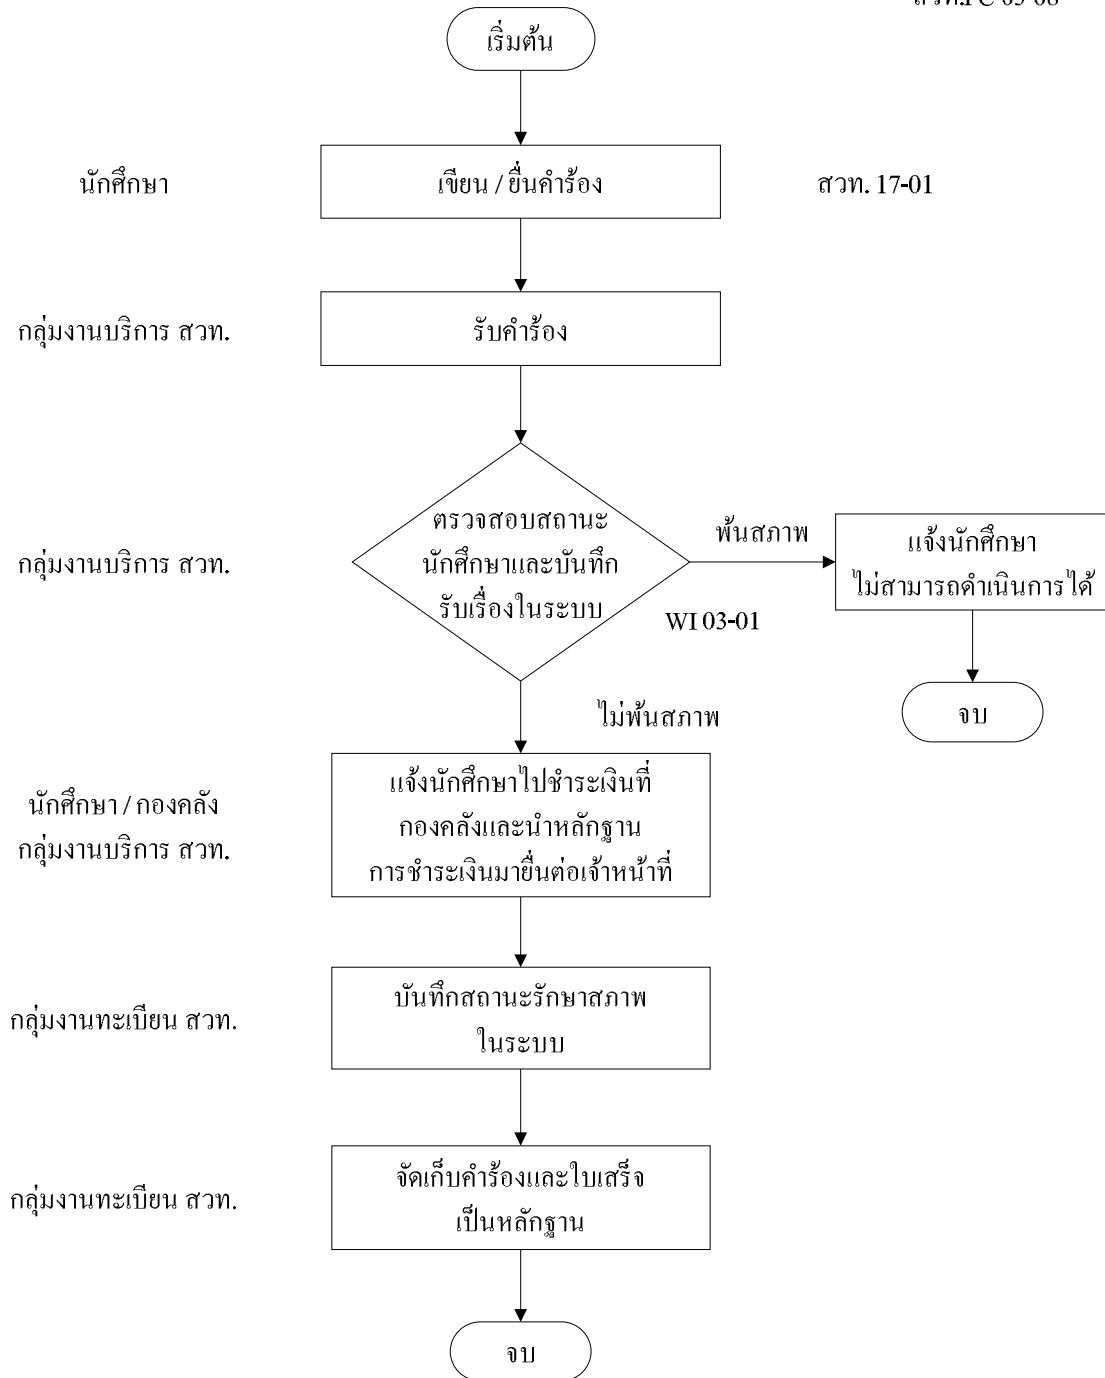 เริ่มต้น
นักศึกษา
เขียน / ยื่นคำร้อง
สวท. 17-01
กลุ่มงานบริการ สวท.
รับคำร้อง
กลุ่มงานบริการ สวท.
ตรวจสอบสถานะ
นักศึกษาและบันทึก
รับเรื่องในระบบ
พ้นสภาพ
แจ้งนักศึกษา
ไม่สามารถดำเนินการได้
WI 03-01
จบ
ไม่พ้นสภาพ
นักศึกษา / กองคลัง
กลุ่มงานบริการ สวท.
แจ้งนักศึกษาไปชำระเงินที่
กองคลังและนำหลักฐาน
การชำระเงินมายื่นต่อเจ้าหน้าที่
กลุ่มงานทะเบียน สวท.
บันทึกสถานะรักษาสภาพ
ในระบบ
กลุ่มงานทะเบียน สวท.
จัดเก็บคำร้องและใบเสร็จ
เป็นหลักฐาน
จบ